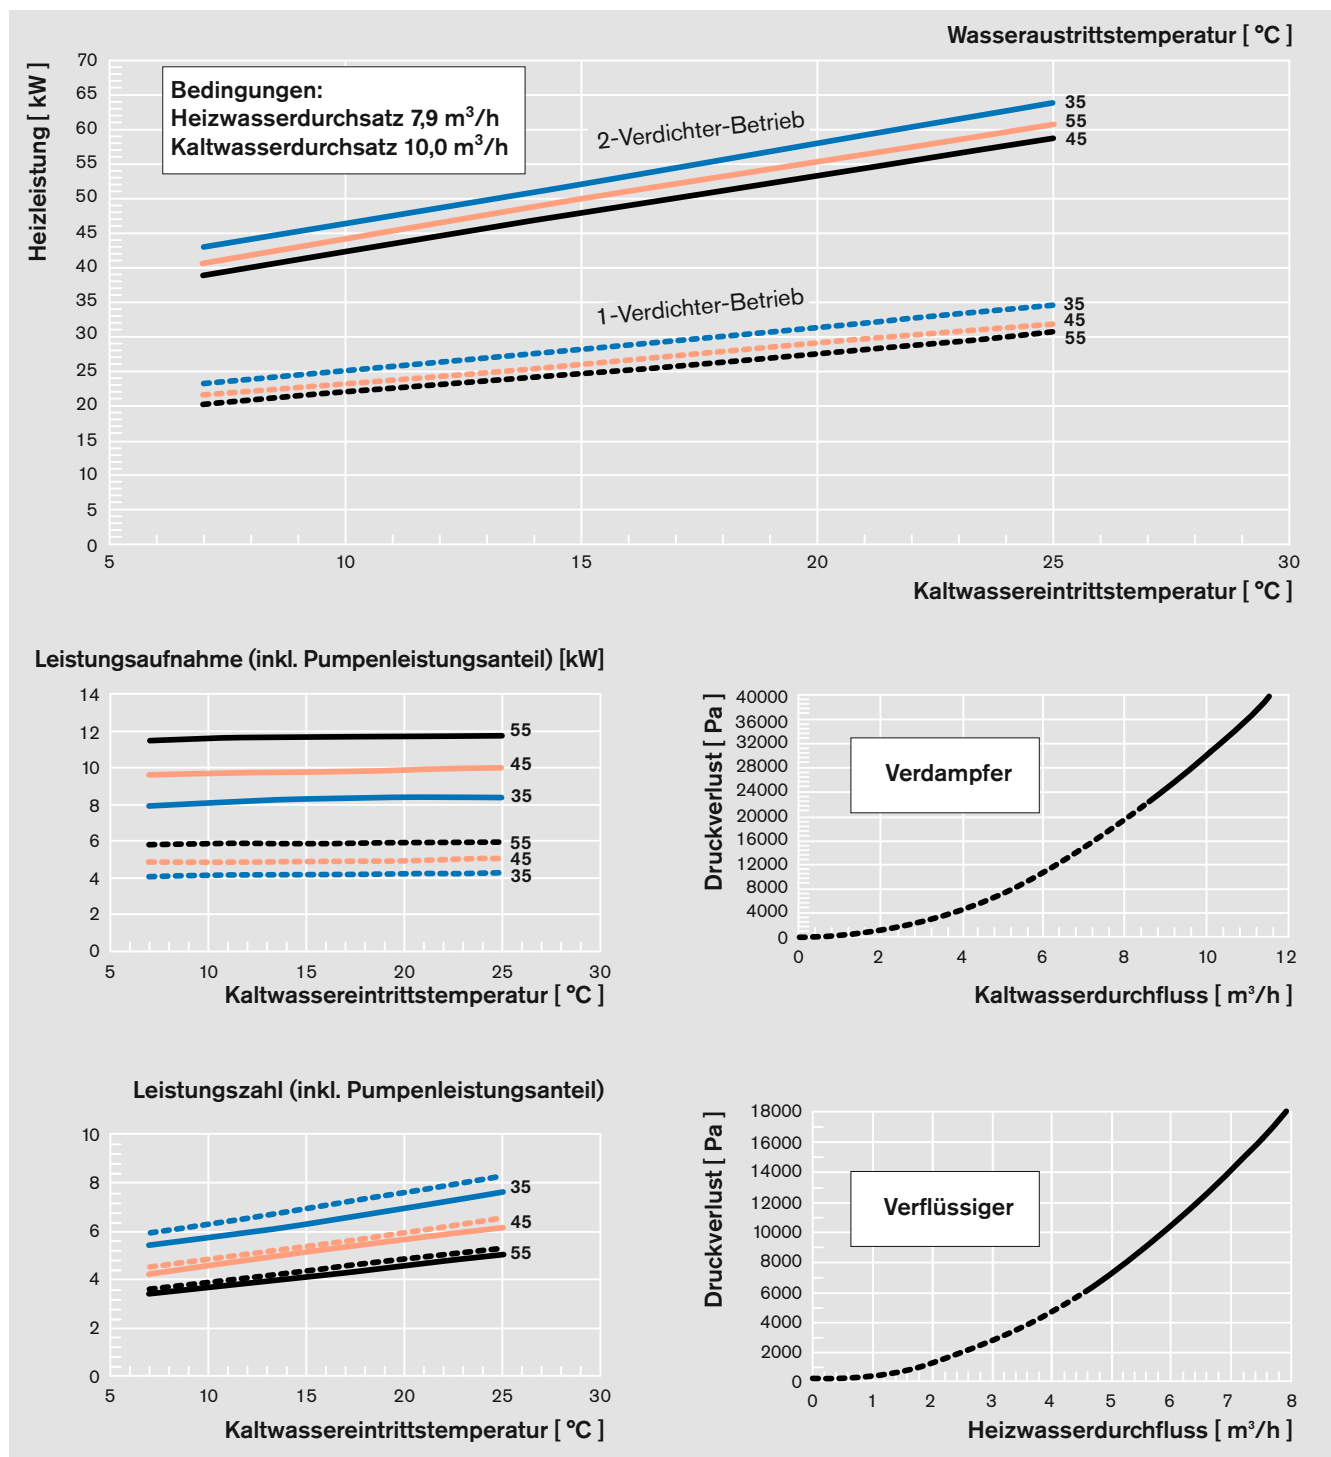 Wasseraustrittstemperatur [ °C ]
Heizleistung [ kW ]
70
65
60
55
50
45
40
35
30
25
20
15
10
5
0
Bedingungen:
Heizwasserdurchsatz 7,9 m³/h
Kaltwasserdurchsatz 10,0 m³/h
2-Verdichter-Betrieb
35
55
45
1-Verdichter-Betrieb
35
45
55
5 10 15 20 25 30
Kaltwassereintrittstemperatur [ °C ]
Leistungsaufnahme (inkl. Pumpenleistungsanteil) [kW]
14
12
10
8
6
4
2
0
55
45
35
55
45
35
5 10 15 20 25 30
Kaltwassereintrittstemperatur [ °C ]
Druckverlust [ Pa ]
40000
36000
32000
28000
24000
20000
16000
12000
8000
4000
0
Verdampfer
0 2 4 6 8 10 12
Kaltwasserdurchfluss [ m³/h ]
Leistungszahl (inkl. Pumpenleistungsanteil)
10
8
6
4
2
0
35
45
55
5 10 15 20 25 30
Kaltwassereintrittstemperatur [ °C ]
Druckverlust [ Pa ]
18000
16000
14000
12000
10000
8000
6000
4000
2000
0
Verflüssiger
0 1 2 3 4 5 6 7 8
Heizwasserdurchfluss [ m³/h ]